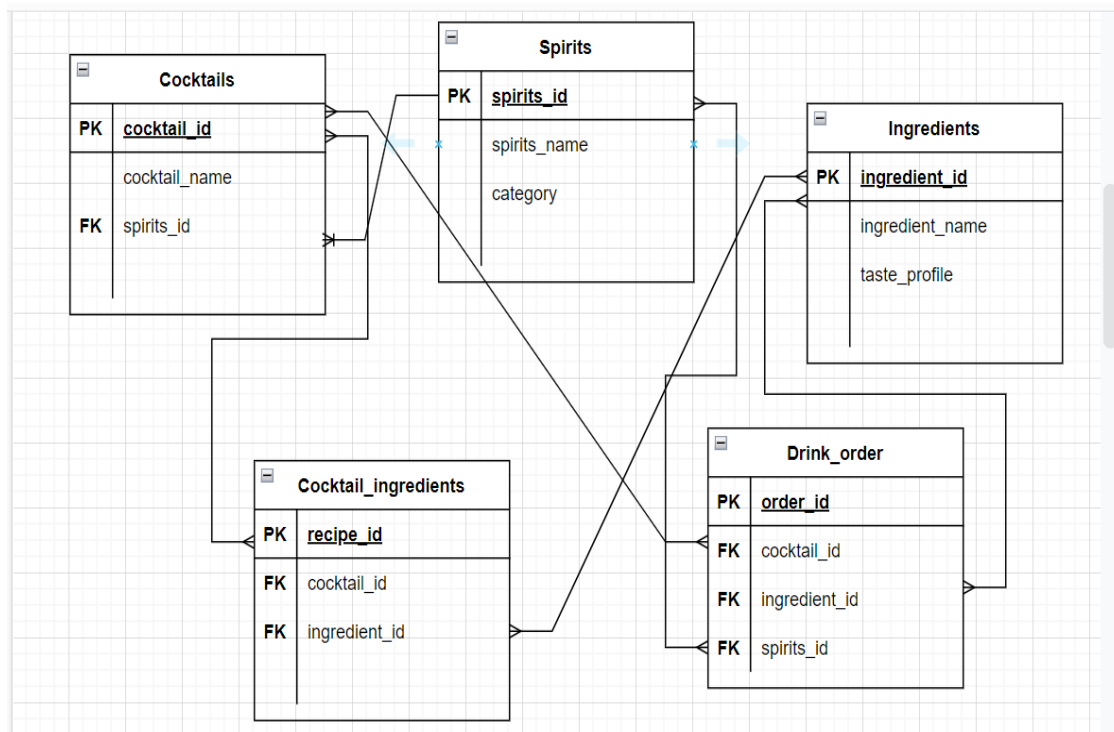 Cocktails
PK cocktail_id
cocktail_name
FK spirits_id
Spirits
PK spirits_id
spirits_name
category
Ingredients
PK ingredient_id
ingredient_name
taste_profile
Cocktail_ingredients
PK recipe_id
FK cocktail_id
FK ingredient_id
Drink_order
PK order_id
FK cocktail_id
FK ingredient_id
FK spirits_id